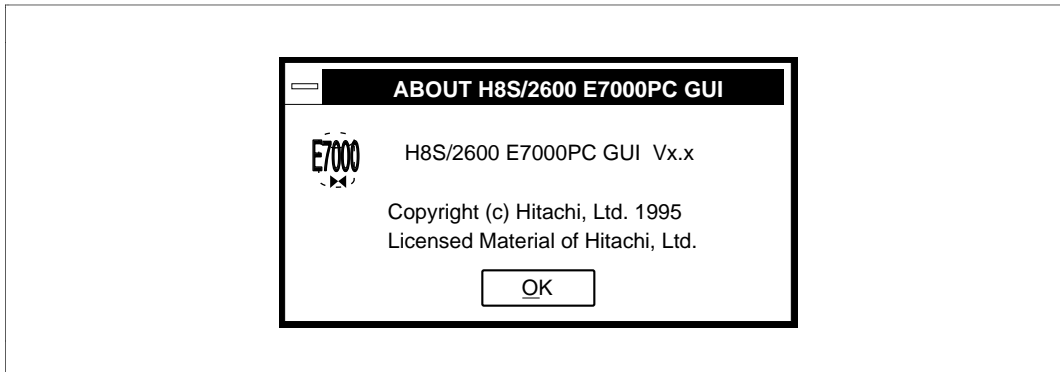 ABOUT H8S/2600 E7000PC GUI
E7000
H8S/2600 E7000PC GUI Vx.x
Copyright (c) Hitachi, Ltd. 1995
Licensed Material of Hitachi, Ltd.
OK